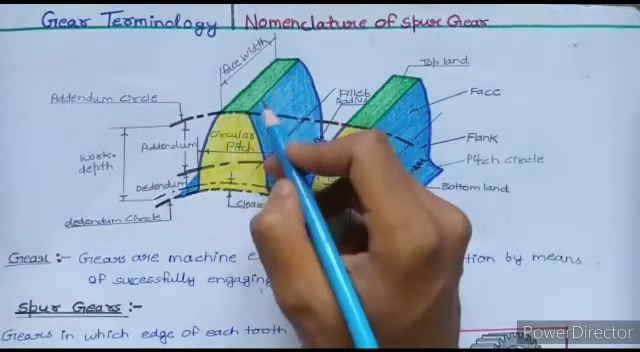 Gear Terminology | Nomenclature of Spur Gear
face width
Top land
Addendum Circle
Fillet
Radius
Face
Circular
Pitch
Addendum
Flank
work.
depth
Pitch circle
Dedendum
Bottom land
Clear
dedendum Circle
Gear :- Gears are machine
tion by means
of sucessfully engaging
Spur Gears :-
Gears in which edge of each tooth
PowerDirector